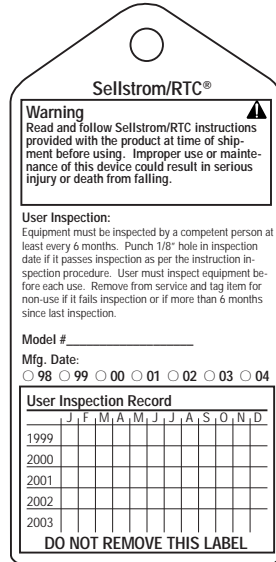 Sellstrom/RTC®
Warning
Read and follow Sellstrom/RTC instructions
provided with the product at time of ship-
ment before using.  Improper use or mainte-
nance of this device could result in serious
injury or death from falling.
User Inspection:
Equipment must be inspected by a competent person at
least every 6 months.  Punch 1/8" hole in inspection
date if it passes inspection as per the instruction in-
spection procedure.  User must inspect equipment be-
fore each use.  Remove from service and tag item for
non-use if it fails inspection or if more than 6 months
since last inspection.
Model #____________________
Mfg. Date:
○ 98 ○ 99 ○ 00 ○ 01 ○ 02 ○ 03 ○ 04
User Inspection Record
J F M A M J J A S O N D
1999
2000
2001
2002
2003
DO NOT REMOVE THIS LABEL